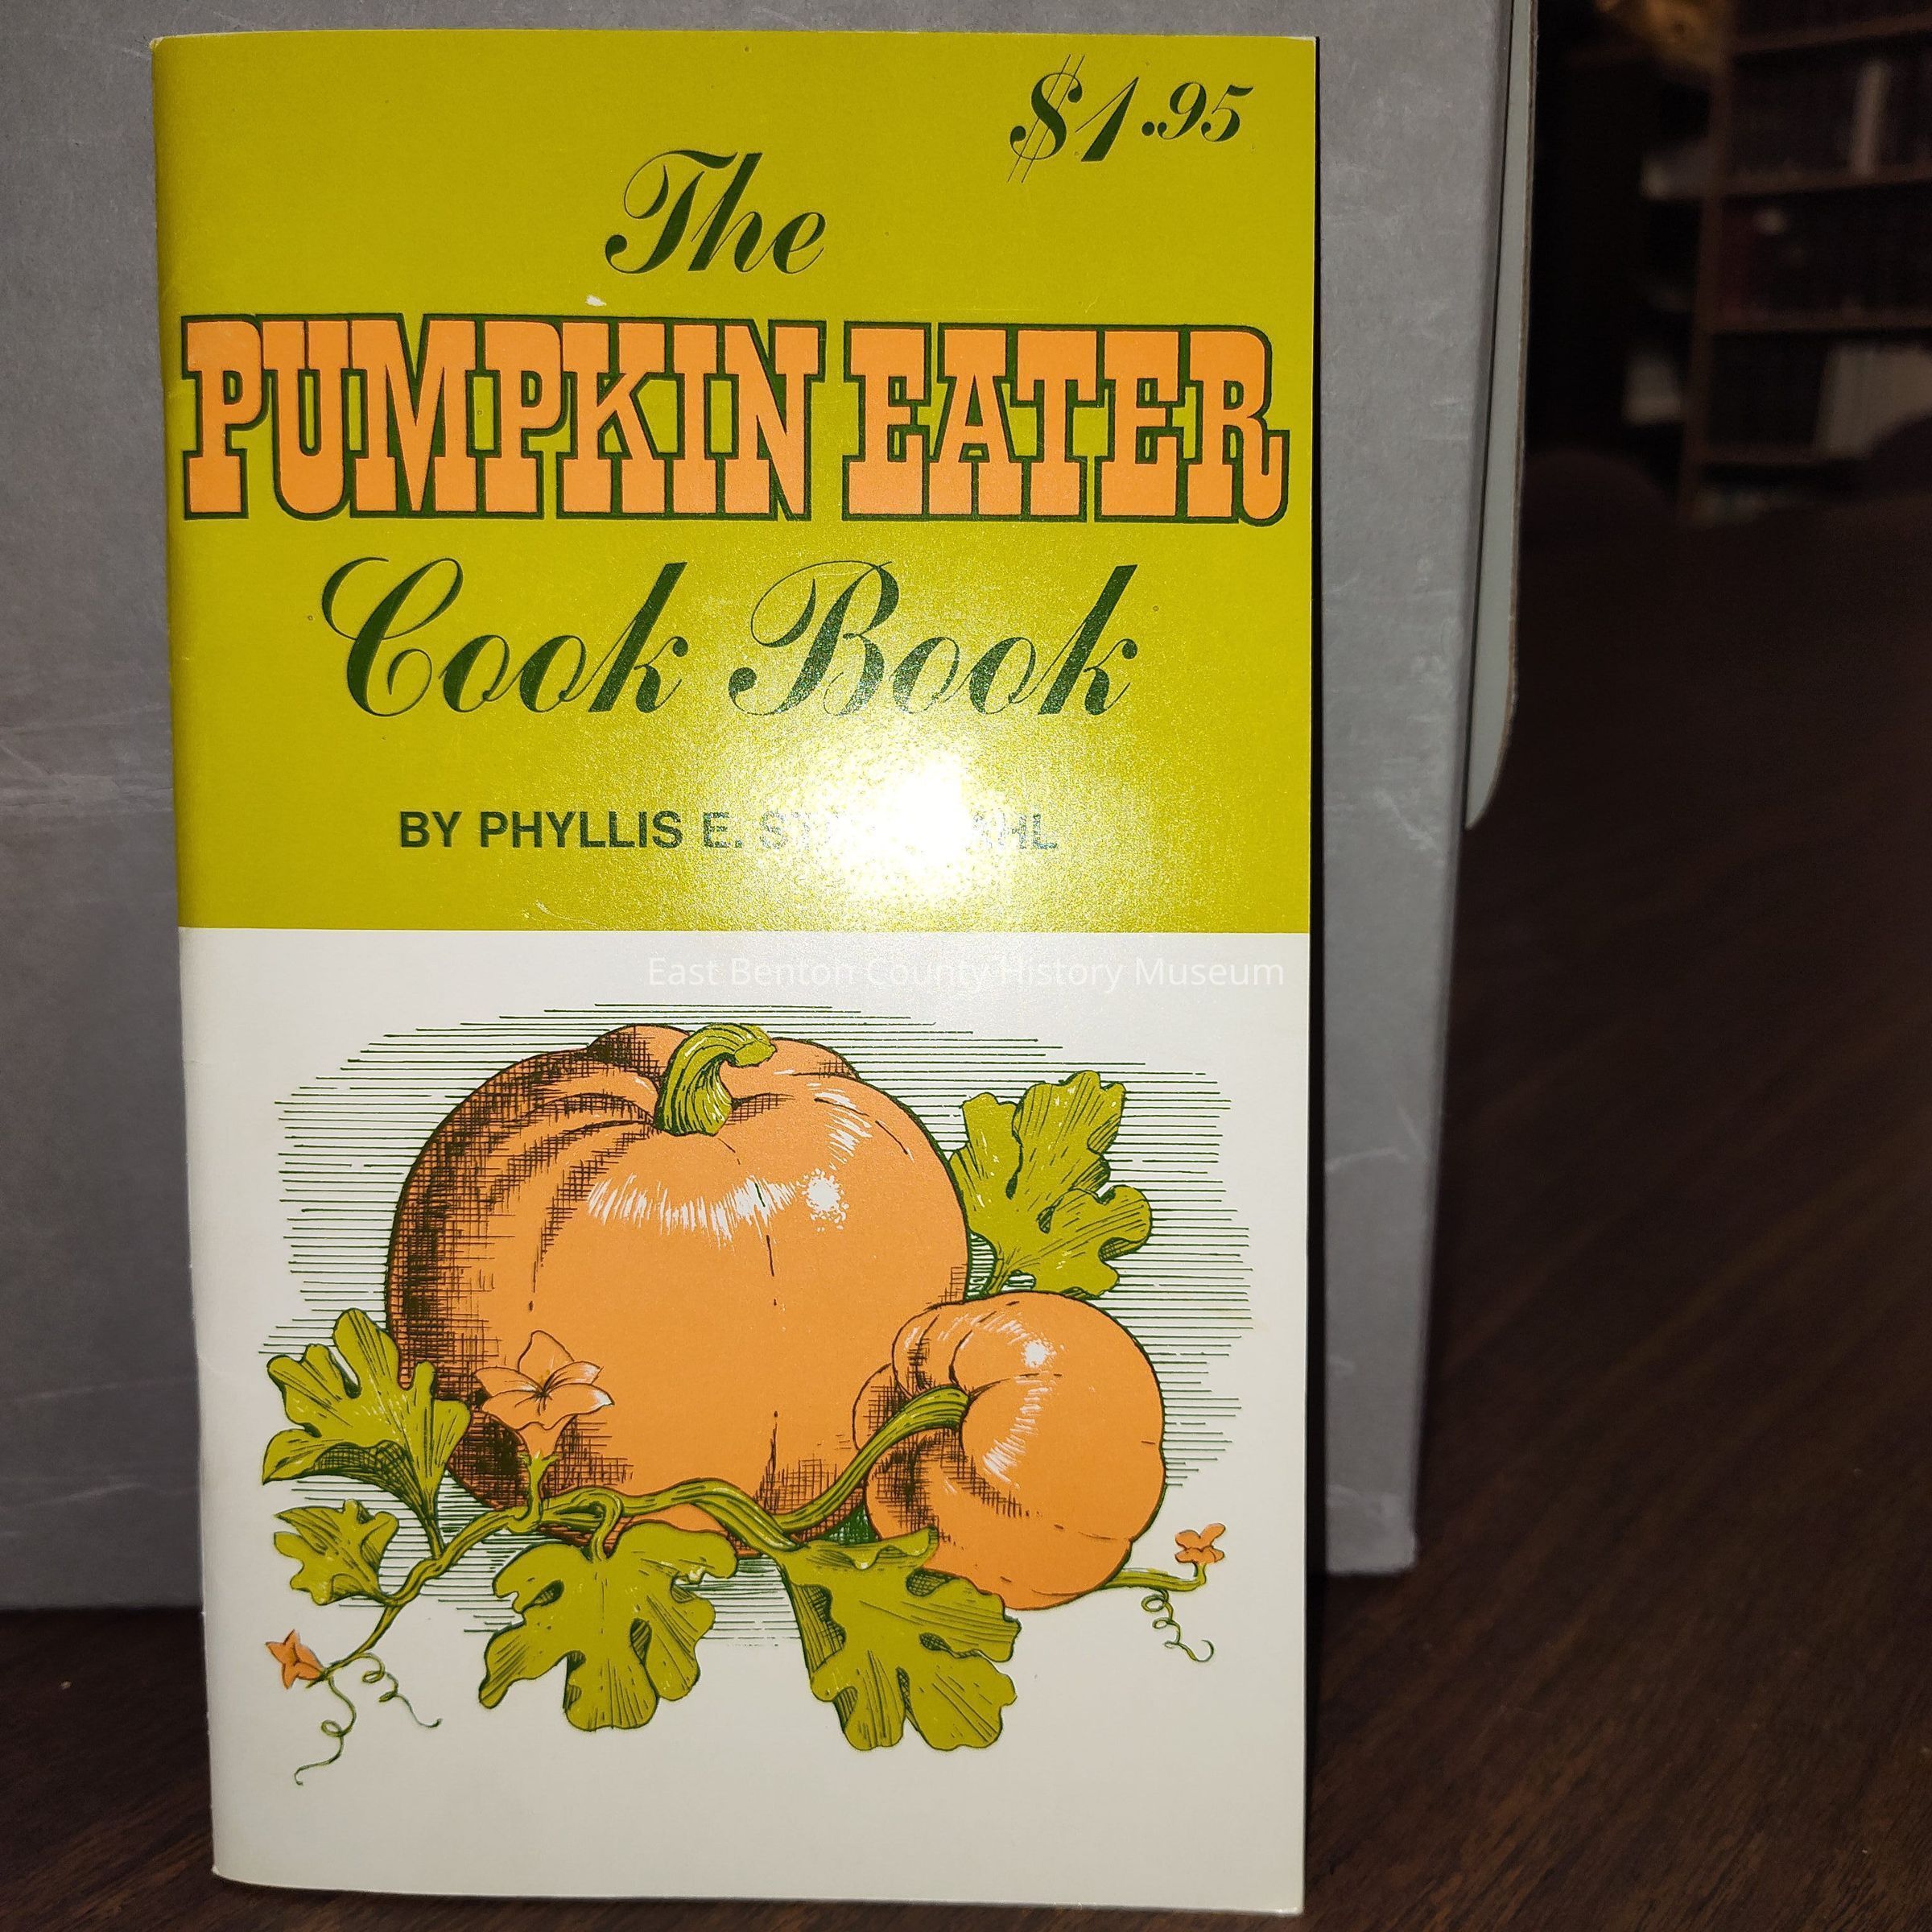 $1.95
The
PUMPKIN EATER
Cook Book
BY PHYLLIS E.
East Benton County History Museum